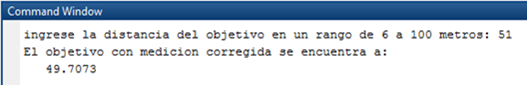 Command Window
ingrese la distancia del objetivo en un rango de 6 a 100 metros: 51
El objetivo con medicion corregida se encuentra a:
49.7073